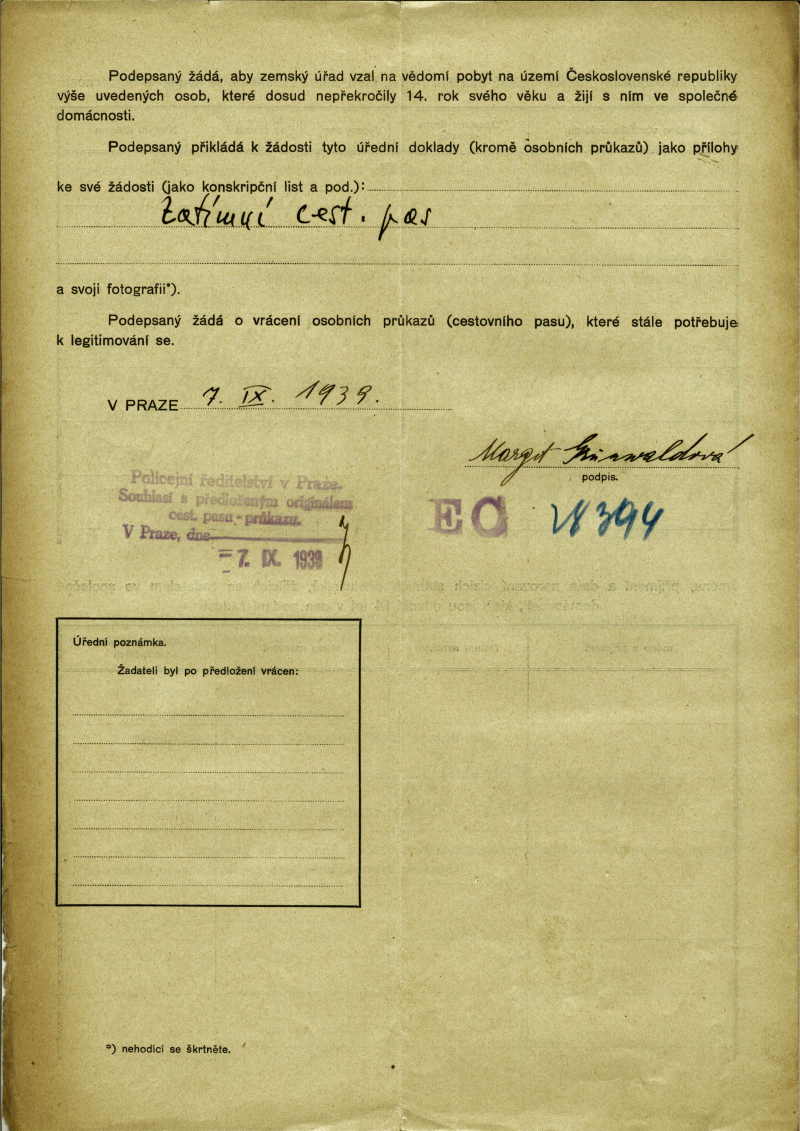 Podepsaný žádá, aby zemský úřad vzal na vědomí pobyt na území Československé republiky
výše uvedených osob, které dosud nepřekročily 14. rok svého věku a žijí s ním ve společné
domácnosti.
Podepsaný přikládá k žádosti tyto úřední doklady (kromě osobních průkazů) jako přílohy
ke své žádosti (jako konskripční list a pod.):
zatímní cest. pas
a svoji fotografii*).
Podepsaný žádá o vrácení osobních průkazů (cestovního pasu), které stále potřebuje
k legitimování se.
V PRAZE 7. IX. 1939.
Margit Grünwaldová
podpis.
Policejní ředitelství v Praze.
Souhlasí s předloženým originálem
cest. pasu - průkazu.
V Praze, dne
-7. IX. 1939
EC 394
Úřední poznámka.
Žadateli byl po předložení vrácen:
*) nehodící se škrtněte.